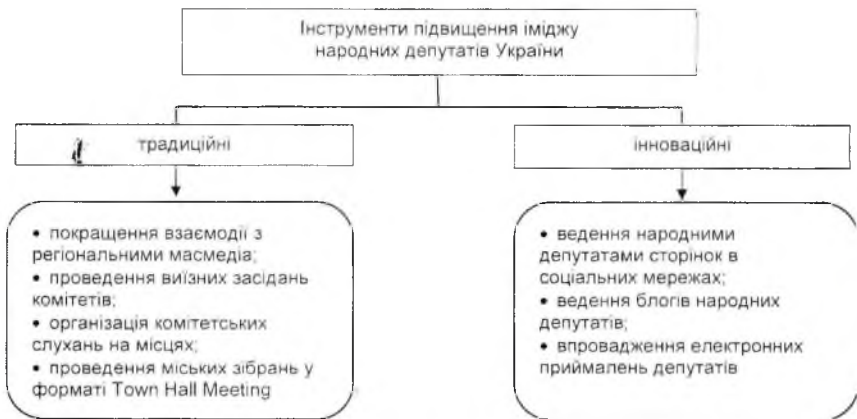 Інструменти підвищення іміджу
народних депутатів України
традиційні
інноваційні
• покращення взаємодії з
регіональними масмедіа;
• проведення виїзних засідань
комітетів;
• організація комітетських
слухань на місцях;
• проведення міських зібрань у
форматі Town Hall Meeting
• ведення народними
депутатами сторінок в
соціальних мережах;
• ведення блогів народних
депутатів;
• впровадження електронних
приймалень депутатів